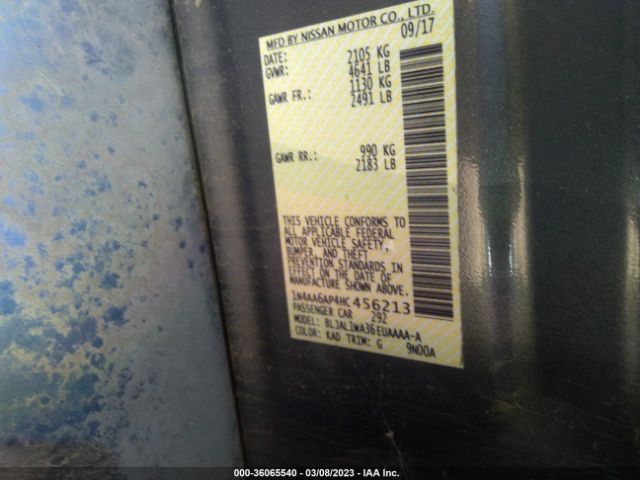 MFD BY NISSAN MOTOR CO., LTD.
DATE: 09/17
GVWR: 2105 KG
4641 LB
GAWR FR.: 1130 KG
2491 LB
GAWR RR.: 990 KG
2183 LB
THIS VEHICLE CONFORMS TO
ALL APPLICABLE FEDERAL
MOTOR VEHICLE SAFETY,
BUMPER, AND THEFT
PREVENTION STANDARDS IN
EFFECT ON THE DATE OF
MANUFACTURE SHOWN ABOVE.
1N4AA6AP4HC456213
PASSENGER CAR 292
MODEL: BLJALIWA36EUAAAA-A
COLOR: KAD TRIM: G 9N00A
000-36065540 | 03/08/2023 | IAA Inc.